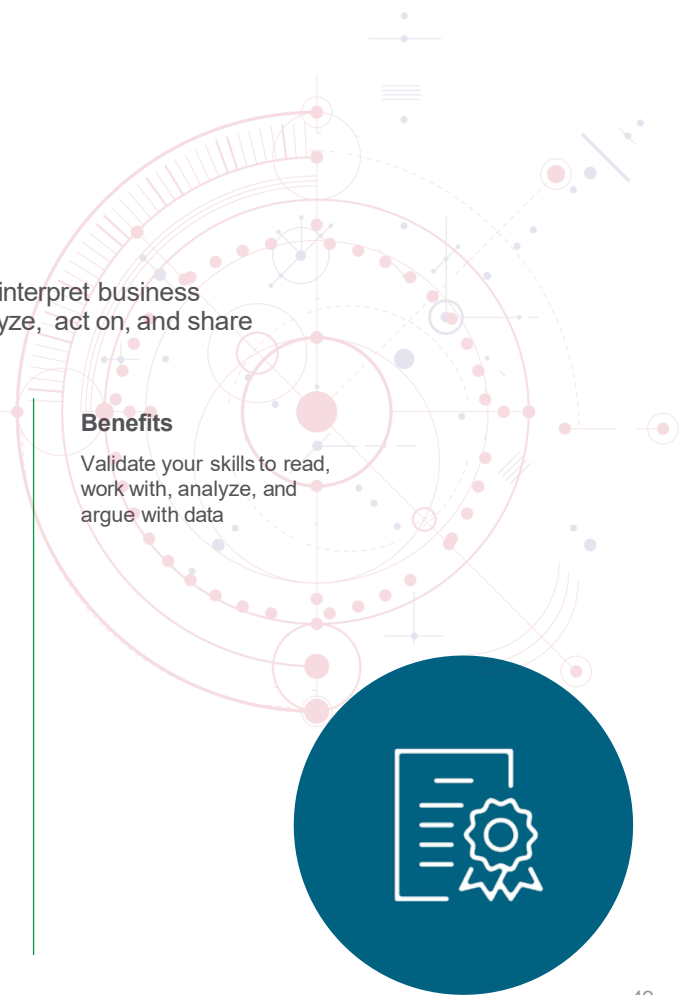 interpret business
yze, act on, and share
Benefits
Validate your skills to read,
work with, analyze, and
argue with data